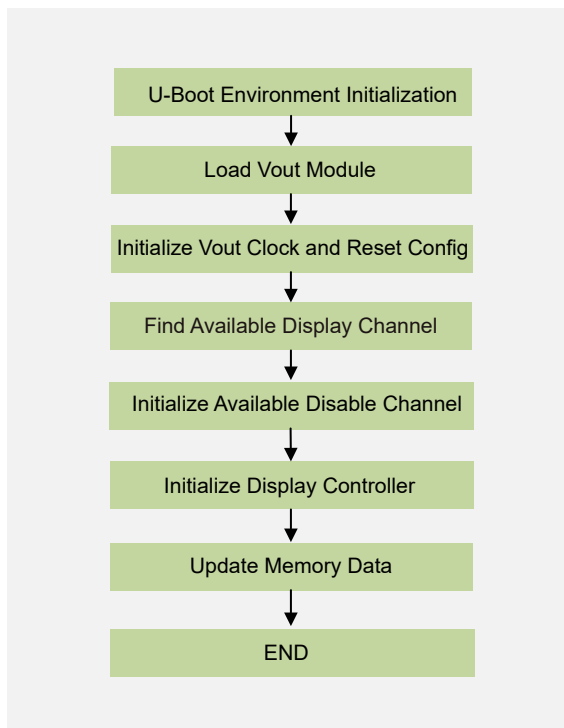 U-Boot Environment Initialization
Load Vout Module
Initialize Vout Clock and Reset Config
Find Available Display Channel
Initialize Available Disable Channel
Initialize Display Controller
Update Memory Data
END